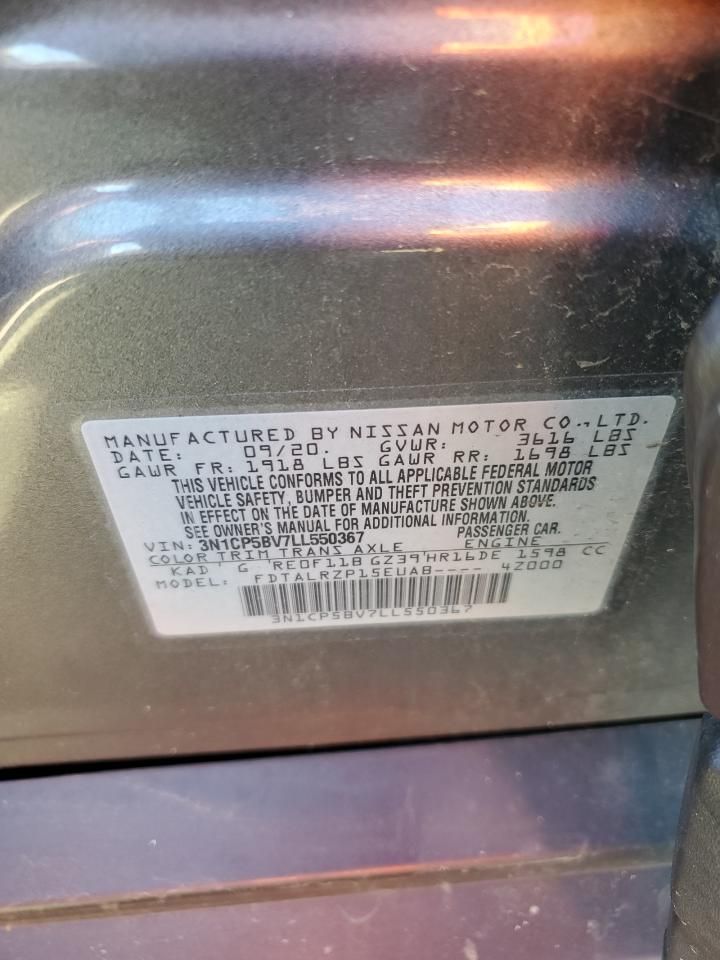 MANUFACTURED BY NISSAN MOTOR CO.,LTD.
DATE: 09/20. GVWR: 3616 LBS
GAWR FR: 1918 LBS GAWR RR: 1698 LBS
THIS VEHICLE CONFORMS TO ALL APPLICABLE FEDERAL MOTOR
VEHICLE SAFETY, BUMPER AND THEFT PREVENTION STANDARDS
IN EFFECT ON THE DATE OF MANUFACTURE SHOWN ABOVE.
SEE OWNER'S MANUAL FOR ADDITIONAL INFORMATION.
VIN: 3N1CP5BV7LL550367 PASSENGER CAR.
COLOR TRIM TRANS AXLE ENGINE
KAD G RE0F11B GZ39 HR16DE 1598 CC
MODEL: FDTALRZP15EUAB---- 4Z000
3N1CP5BV7LL550367